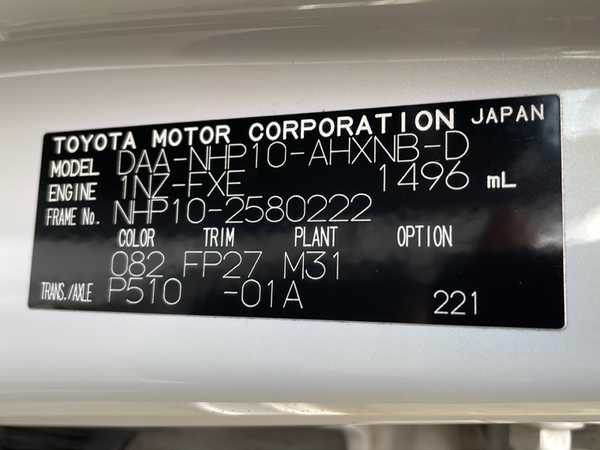 TOYOTA MOTOR CORPORATION JAPAN
MODEL DAA-NHP10-AHXNB-D
ENGINE 1NZ-FXE 1496 mL
FRAME No. NHP10-2580222
COLOR TRIM PLANT OPTION
082 FP27 M31
TRANS./AXLE P510 -01A 221